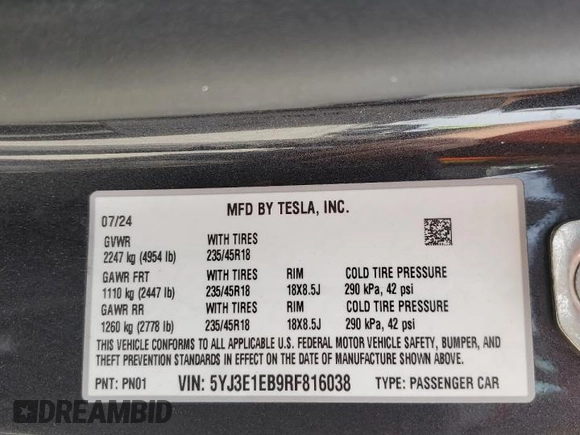 MFD BY TESLA, INC.
07/24
GVWR WITH TIRES
2247 kg (4954 lb) 235/45R18
GAWR FRT WITH TIRES RIM COLD TIRE PRESSURE
1110 kg (2447 lb) 235/45R18 18X8.5J 290 kPa, 42 psi
GAWR RR WITH TIRES RIM COLD TIRE PRESSURE
1260 kg (2778 lb) 235/45R18 18X8.5J 290 kPa, 42 psi
THIS VEHICLE CONFORMS TO ALL APPLICABLE U.S. FEDERAL MOTOR VEHICLE SAFETY, BUMPER, AND
THEFT PREVENTION STANDARDS IN EFFECT ON THE DATE OF MANUFACTURE SHOWN ABOVE.
PNT: PN01 VIN: 5YJ3E1EB9RF816038 TYPE: PASSENGER CAR
DREAMBID